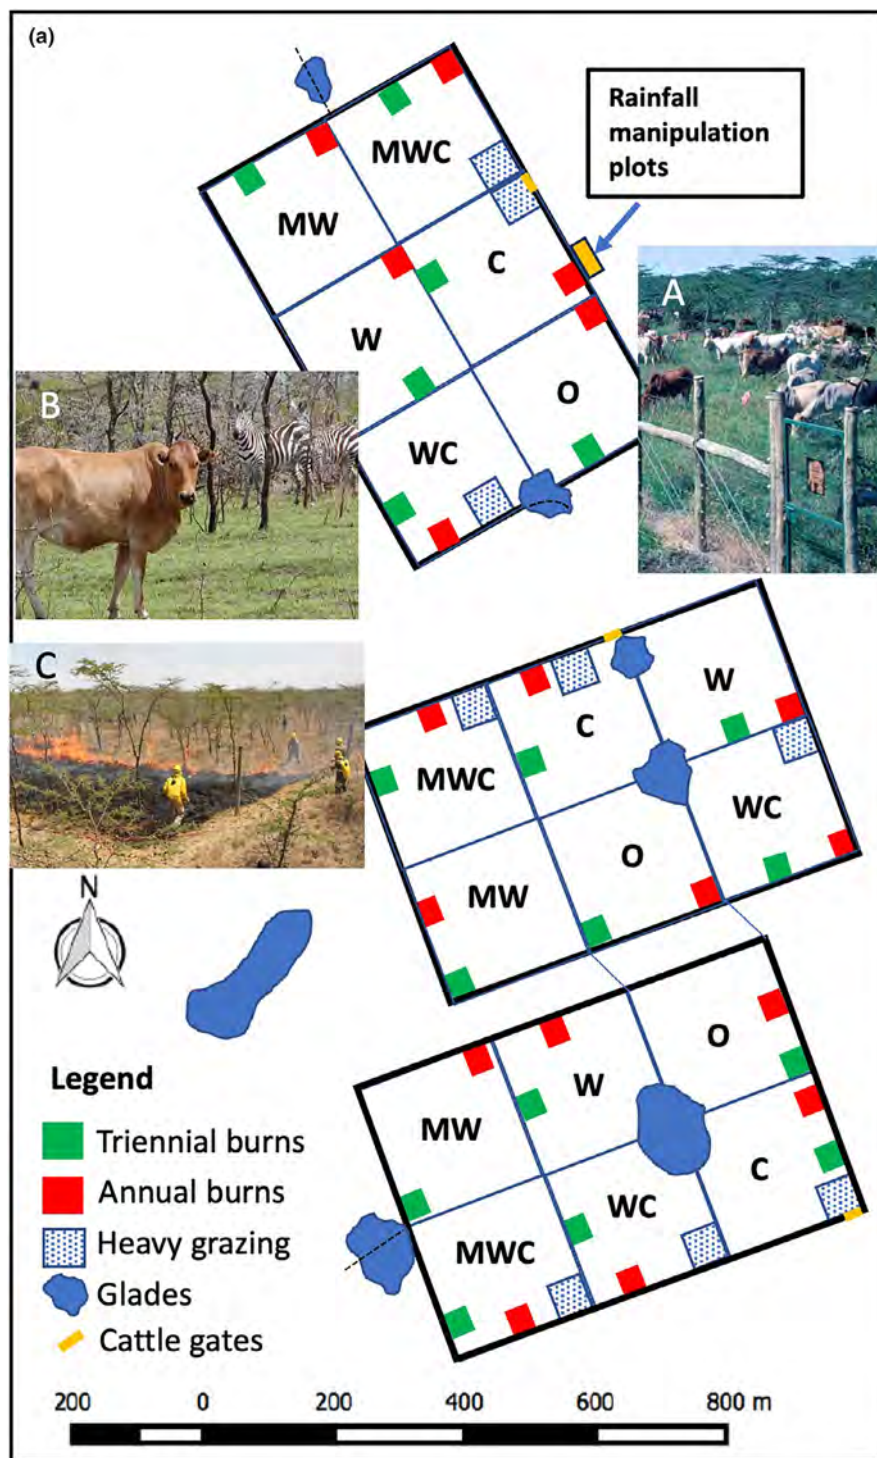 (a)
Rainfall
manipulation
plots
MWC
MW
C
W
O
WC
A
B
C
W
C
MWC
WC
O
MW
N
O
W
MW
C
WC
MWC
Legend
Triennial burns
Annual burns
Heavy grazing
Glades
Cattle gates
200 0 200 400 600 800 m